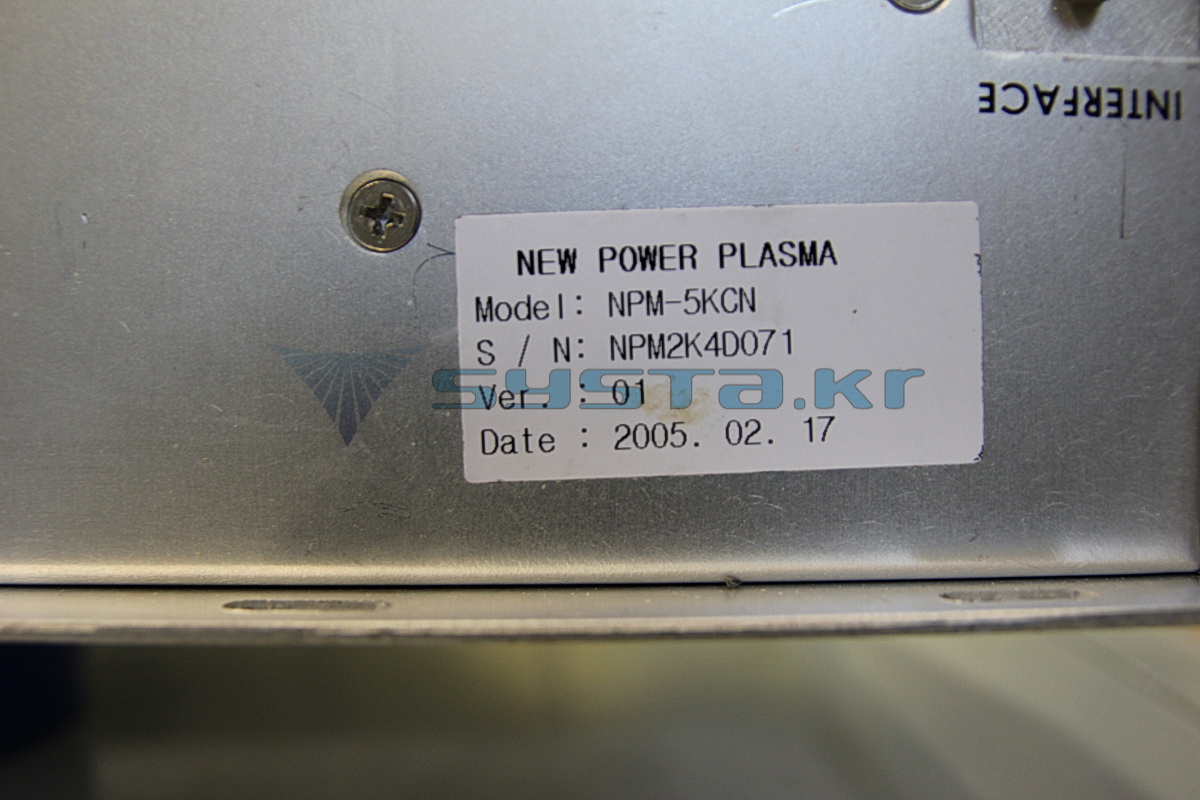 INTERFACE
NEW POWER PLASMA
Model: NPM-5KCN
S / N: NPM2K4D071
Ver. : 01
Date : 2005. 02. 17
systa.kr